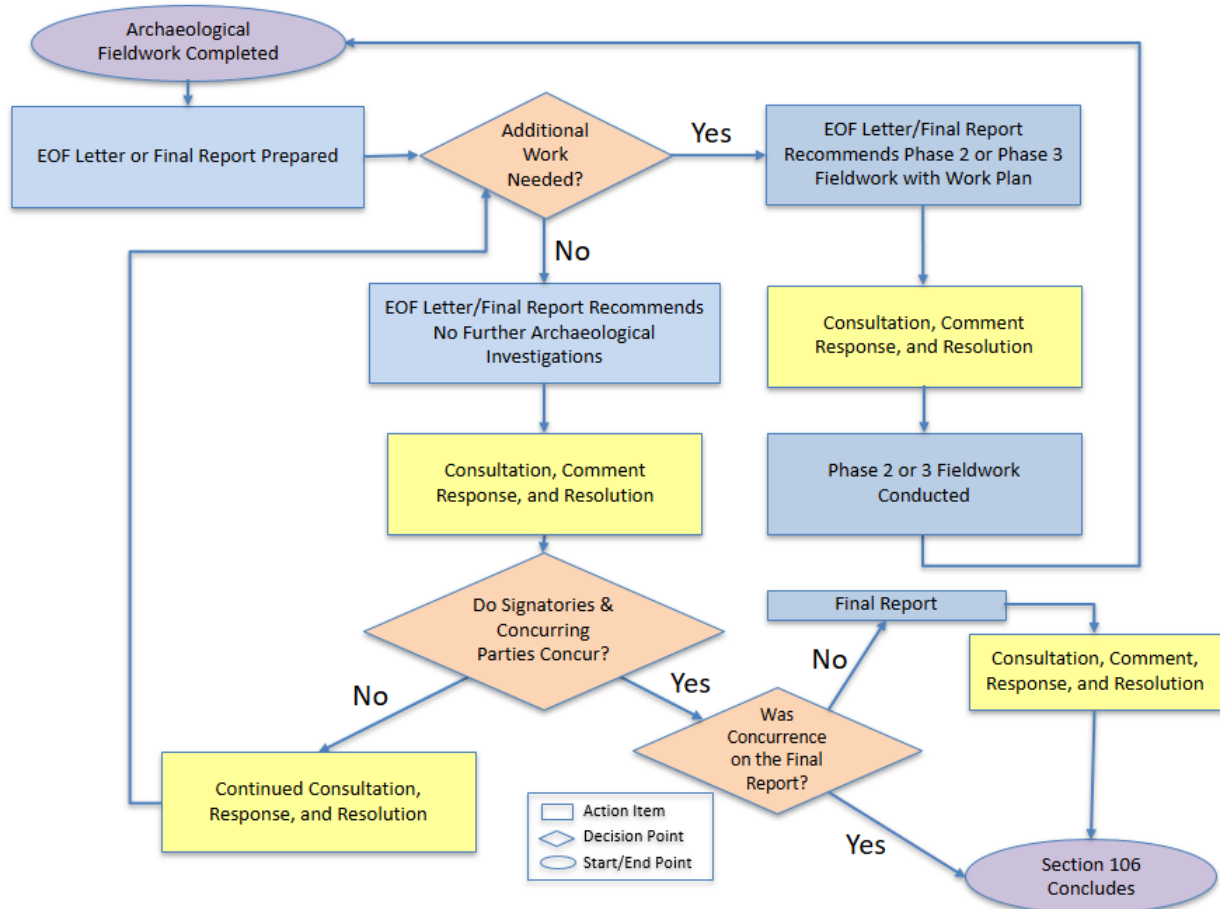 Archaeological
Fieldwork Completed
EOF Letter or Final Report Prepared
Additional
Work
Needed?
Yes
EOF Letter/Final Report
Recommends Phase 2 or Phase 3
Fieldwork with Work Plan
No
EOF Letter/Final Report Recommends
No Further Archaeological
Investigations
Consultation, Comment
Response, and Resolution
Consultation, Comment
Response, and Resolution
Phase 2 or 3 Fieldwork
Conducted
Do Signatories &
Concurring
Parties Concur?
No
Yes
Continued Consultation,
Response, and Resolution
Was
Concurrence
on the Final
Report?
No
Final Report
Consultation, Comment,
Response, and Resolution
Yes
Section 106
Concludes
Action Item
Decision Point
Start/End Point